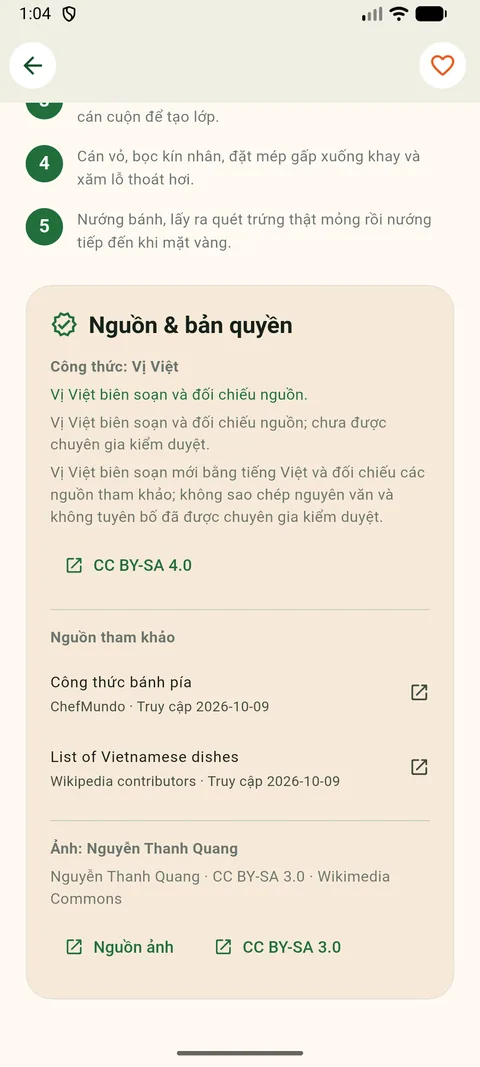 1:04
3
cán cuộn để tạo lớp.
4
Cán vỏ, bọc kín nhân, đặt mép gấp xuống khay và
xăm lỗ thoát hơi.
5
Nướng bánh, lấy ra quét trứng thật mỏng rồi nướng
tiếp đến khi mặt vàng.
Nguồn & bản quyền
Công thức: Vị Việt
Vị Việt biên soạn và đối chiếu nguồn.
Vị Việt biên soạn và đối chiếu nguồn; chưa được
chuyên gia kiểm duyệt.
Vị Việt biên soạn mới bằng tiếng Việt và đối chiếu các
nguồn tham khảo; không sao chép nguyên văn và
không tuyên bố đã được chuyên gia kiểm duyệt.
CC BY-SA 4.0
Nguồn tham khảo
Công thức bánh pía
ChefMundo · Truy cập 2026-10-09
List of Vietnamese dishes
Wikipedia contributors · Truy cập 2026-10-09
Ảnh: Nguyễn Thanh Quang
Nguyễn Thanh Quang · CC BY-SA 3.0 · Wikimedia
Commons
Nguồn ảnh
CC BY-SA 3.0